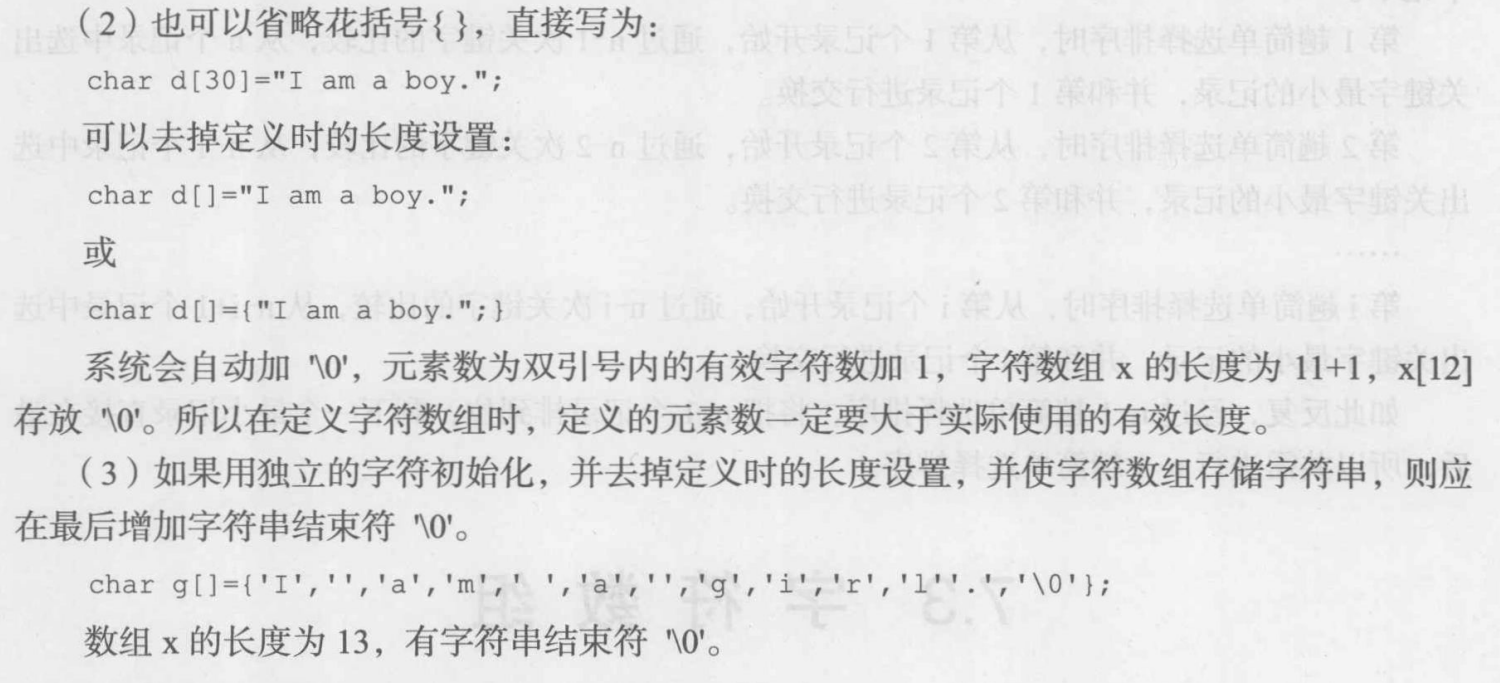 （2）也可以省略花括号{ }，直接写为：
char d[30]="I am a boy.";
可以去掉定义时的长度设置：
char d[]="I am a boy.";
或
char d[]={"I am a boy.";}
系统会自动加 '\0'，元素数为双引号内的有效字符数加 1，字符数组 x 的长度为 11+1，x[12]
存放 '\0'。所以在定义字符数组时，定义的元素数一定要大于实际使用的有效长度。
（3）如果用独立的字符初始化，并去掉定义时的长度设置，并使字符数组存储字符串，则应
在最后增加字符串结束符 '\0'。
char g[]={'I','','a','m',' ','a','','g','i','r','l'.','\0'};
数组 x 的长度为 13，有字符串结束符 '\0'。